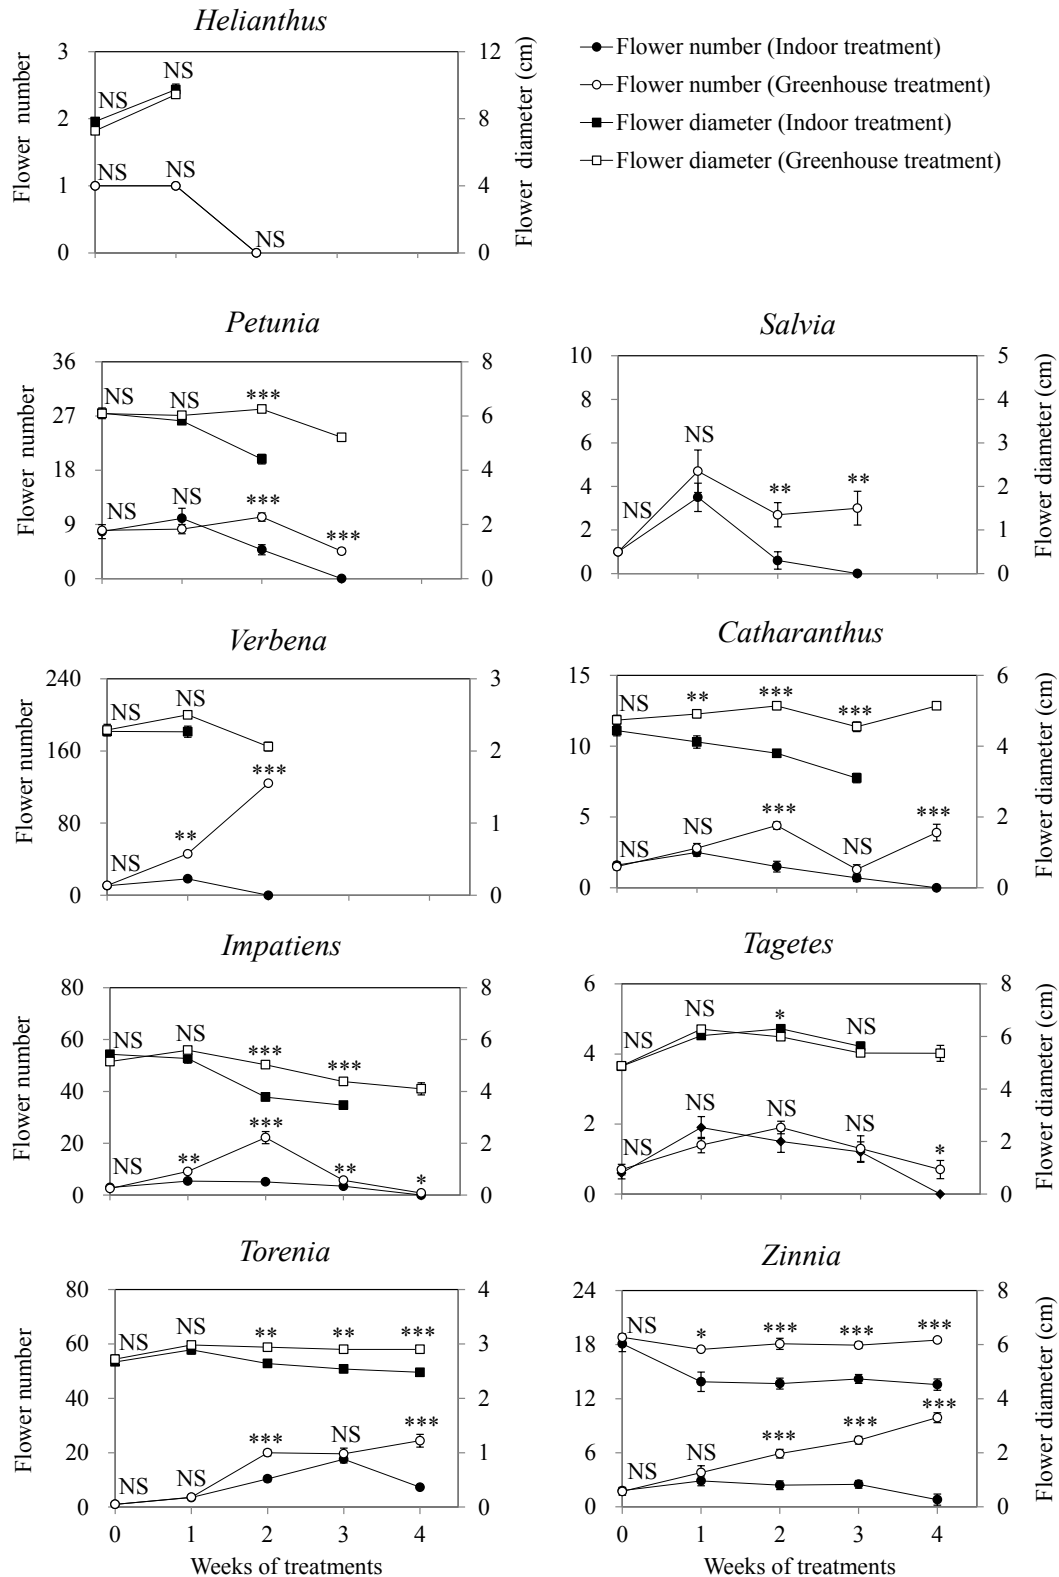 Helianthus
Flower number
3
2
1
0
NS
NS
NS
NS
NS
12
8
4
0
Flower diameter (cm)
Flower number (Indoor treatment)
Flower number (Greenhouse treatment)
Flower diameter (Indoor treatment)
Flower diameter (Greenhouse treatment)
Petunia
Flower number
36
27
18
9
0
NS
NS
***
NS
NS
***
***
8
6
4
2
0
Salvia
10
8
6
4
2
0
NS
NS
**
**
5
4
3
2
1
0
Flower diameter (cm)
Verbena
Flower number
240
160
80
0
NS
NS
***
NS
**
3
2
1
0
Catharanthus
15
10
5
0
NS
**
***
***
NS
NS
***
NS
***
6
4
2
0
Flower diameter (cm)
Impatiens
Flower number
80
60
40
20
0
NS
NS
***
***
NS
**
***
**
*
8
6
4
2
0
Tagetes
6
4
2
0
NS
NS
*
NS
NS
NS
NS
NS
*
8
6
4
2
0
Flower diameter (cm)
Torenia
Flower number
80
60
40
20
0
NS
NS
**
**
***
NS
NS
***
NS
***
4
3
2
1
0
0 1 2 3 4
Weeks of treatments
Zinnia
24
18
12
6
0
NS
*
***
***
***
NS
NS
***
***
***
8
6
4
2
0
Flower diameter (cm)
0 1 2 3 4
Weeks of treatments